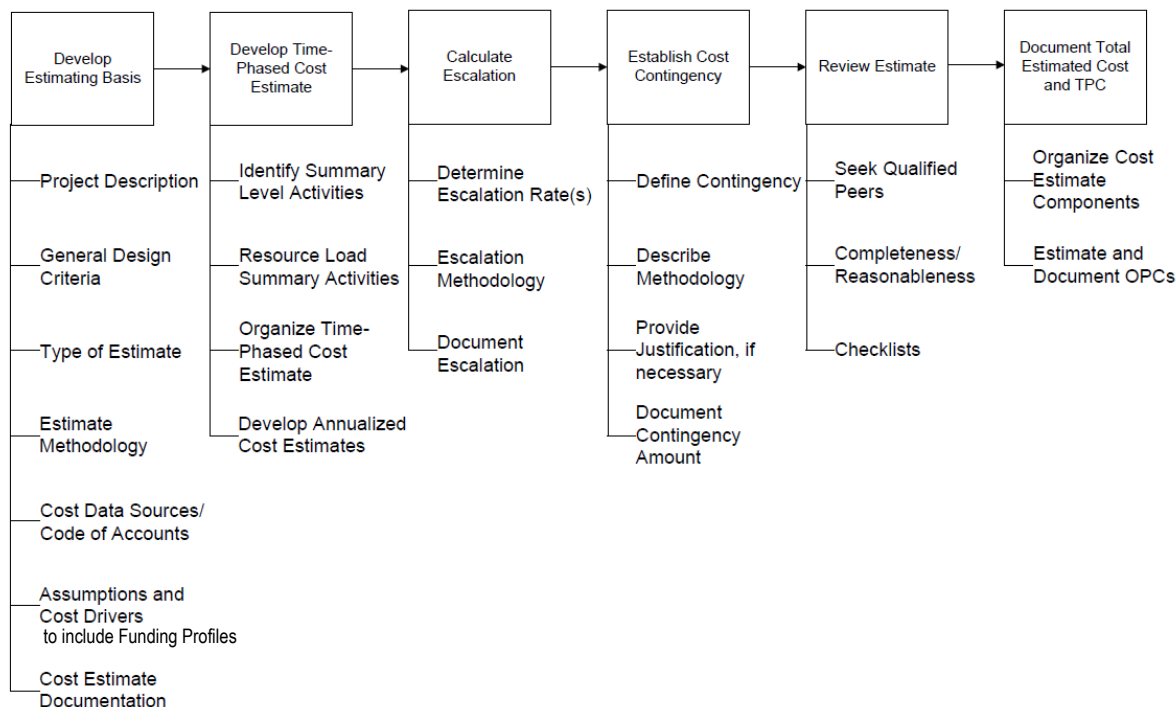 Develop
Estimating Basis
Develop Time-
Phased Cost
Estimate
Calculate
Escalation
Establish Cost
Contingency
Review Estimate
Document Total
Estimated Cost
and TPC
Project Description
General Design
Criteria
Type of Estimate
Estimate
Methodology
Cost Data Sources/
Code of Accounts
Assumptions and
Cost Drivers
to include Funding Profiles
Cost Estimate
Documentation
Identify Summary
Level Activities
Resource Load
Summary Activities
Organize Time-
Phased Cost
Estimate
Develop Annualized
Cost Estimates
Determine
Escalation Rate(s)
Escalation
Methodology
Document
Escalation
Define Contingency
Describe
Methodology
Provide
Justification, if
necessary
Document
Contingency
Amount
Seek Qualified
Peers
Completeness/
Reasonableness
Checklists
Organize Cost
Estimate
Components
Estimate and
Document OPCs